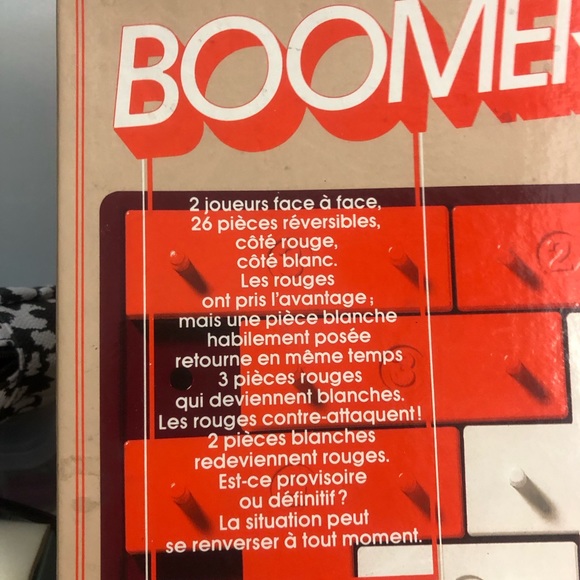 BOOMER
2 joueurs face à face,
26 pièces réversibles,
côté rouge,
côté blanc.
Les rouges
ont pris l'avantage ;
mais une pièce blanche
habilement posée
retourne en même temps
3 pièces rouges
qui deviennent blanches.
Les rouges contre-attaquent!
2 pièces blanches
redeviennent rouges.
Est-ce provisoire
ou définitif?
La situation peut
se renverser à tout moment.
2
3